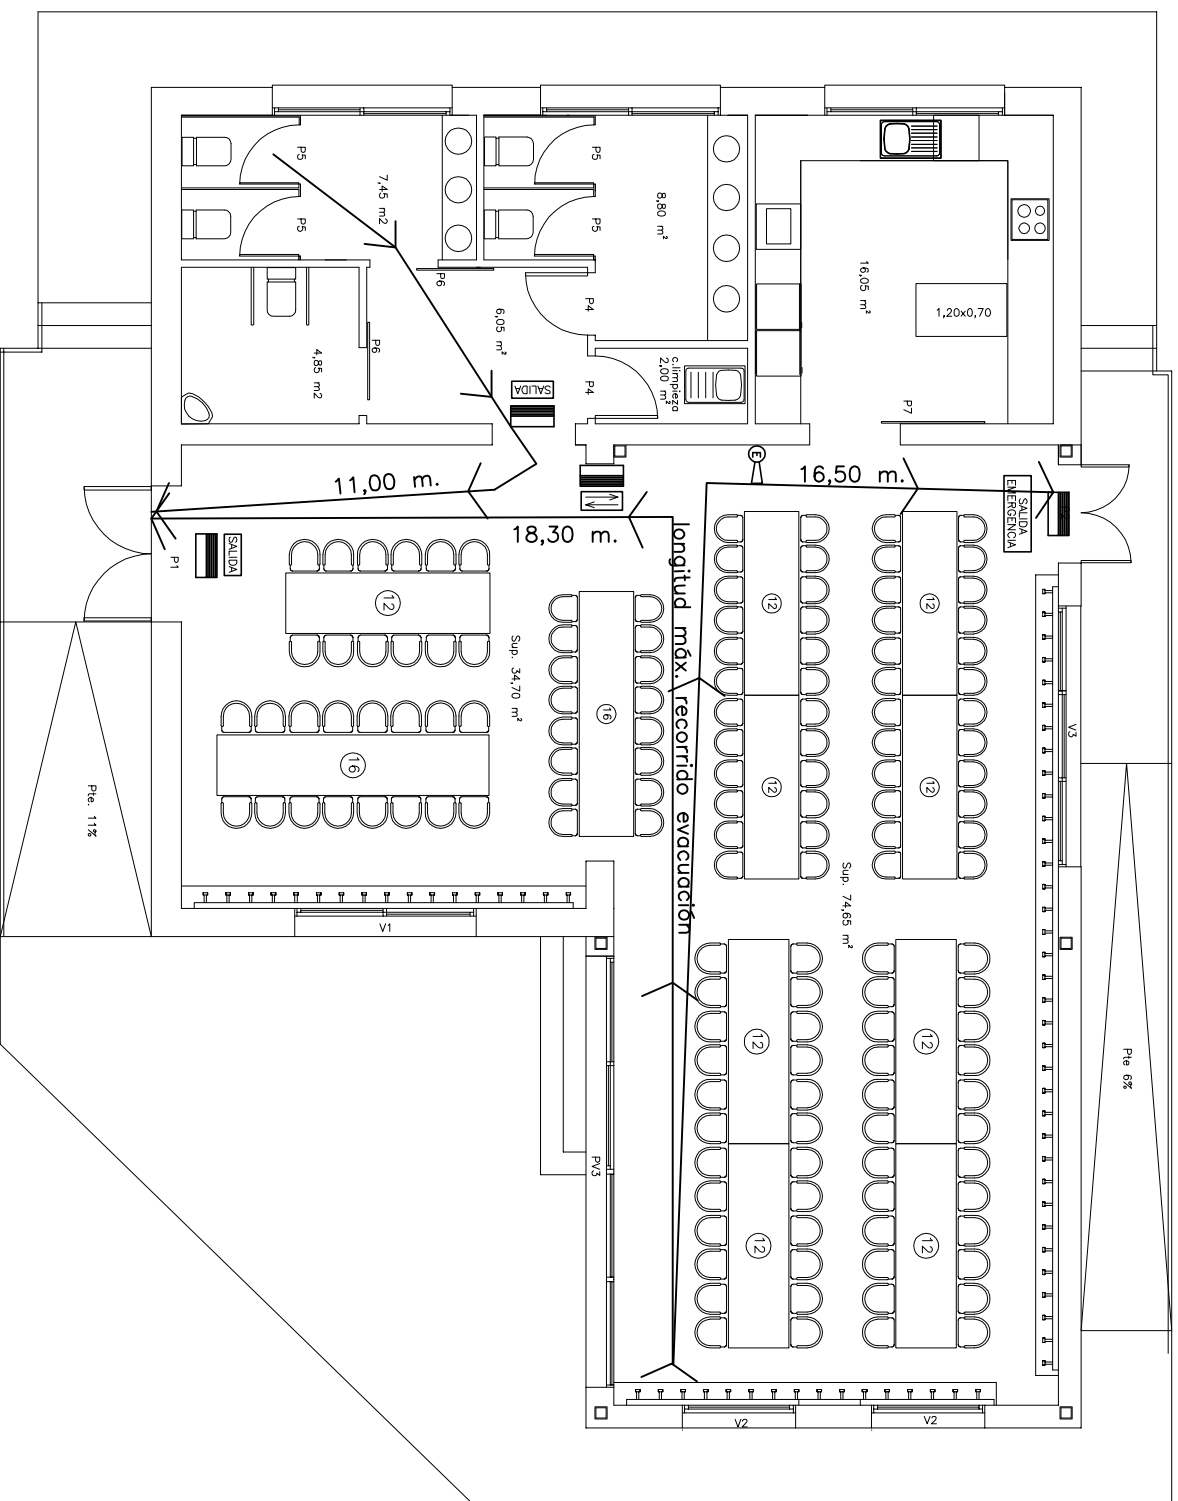 P5
P5
7,45 m2
P5
P5
8,80 m²
P6
P4
6,05 m²
16,05 m²
1,20x0,70
P6
4,85 m2
SALIDA
P4
c.limpieza
2,00 m²
P7
E
11,00 m.
16,50 m.
18,30 m.
SALIDA
EMERGENCIA
P1
SALIDA
longitud máx. recorrido evacuación
12
12
12
Sup. 34,70 m²
16
V3
16
12
12
Pte. 11%
Sup. 74,65 m²
V1
12
12
Pte 6%
PV3
12
12
V2
V2